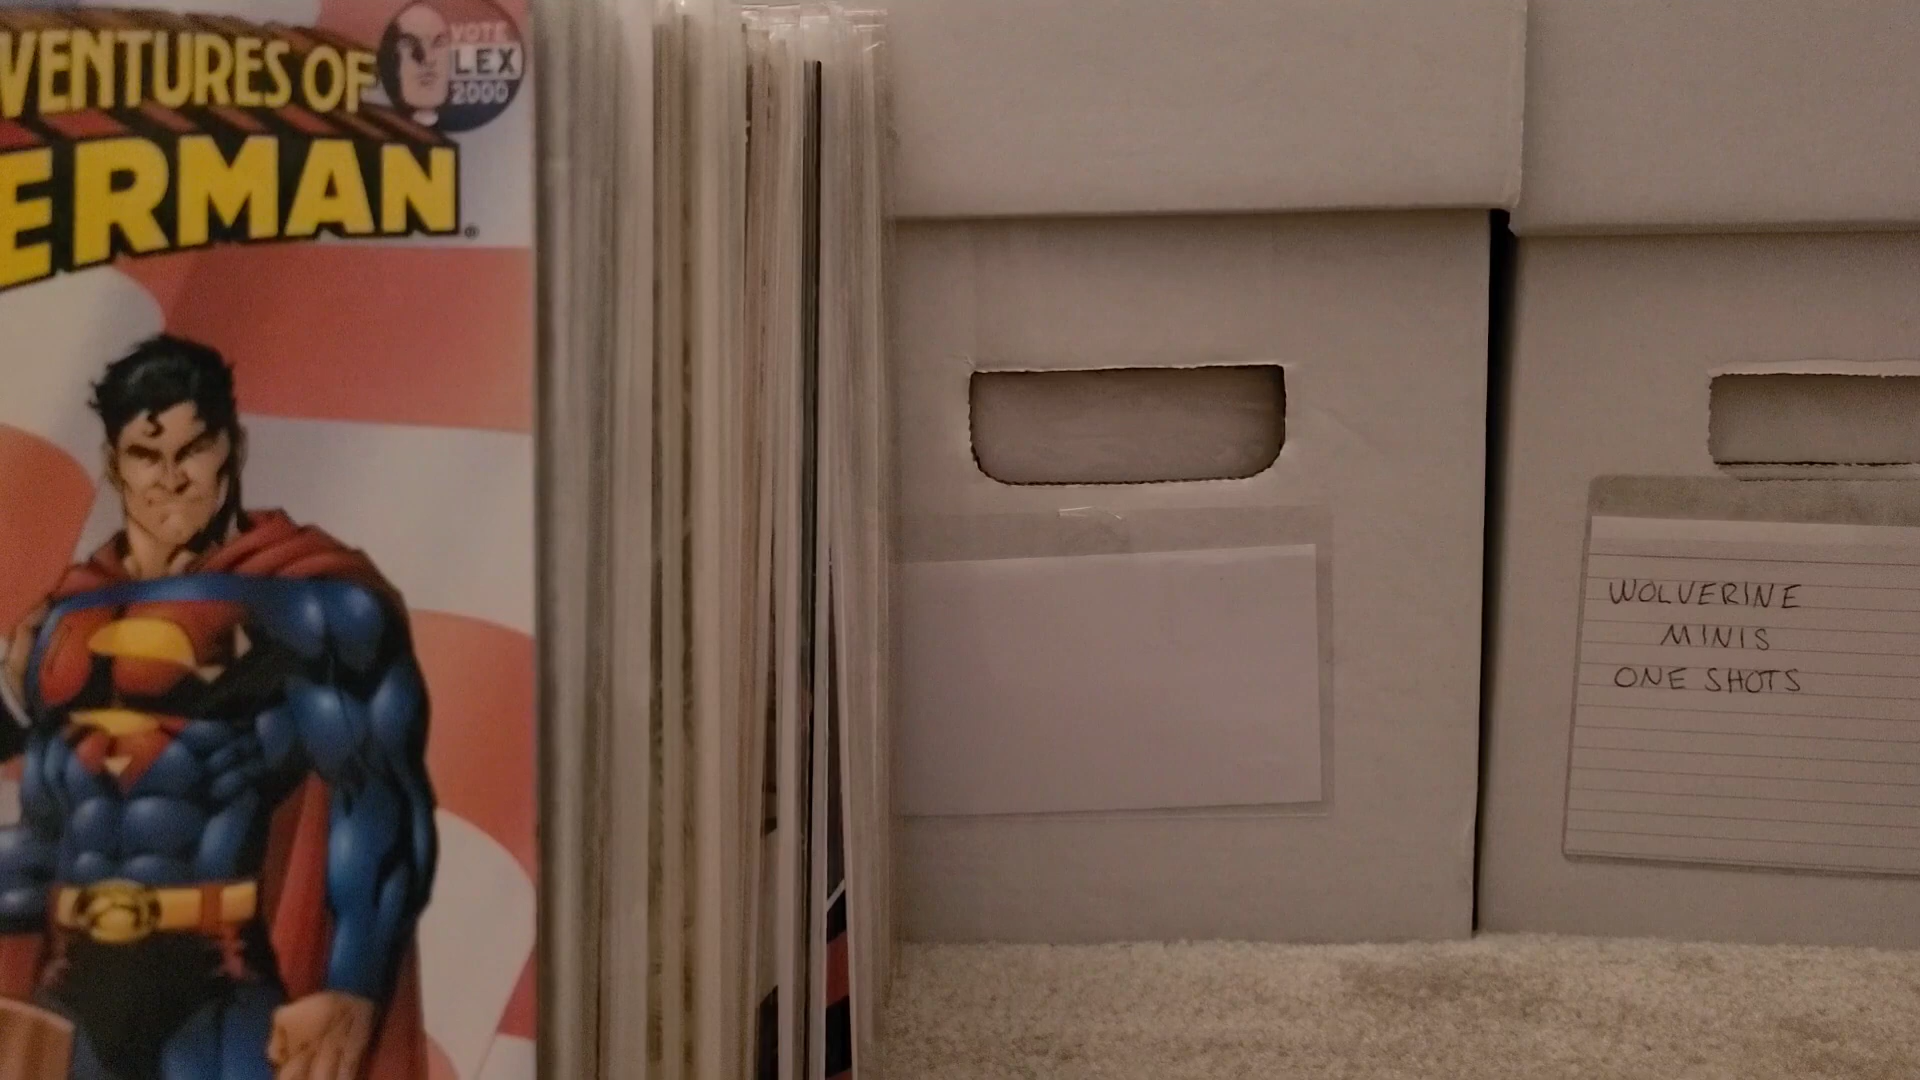 VENTURES OF
ERMAN
VOTE
LEX
2000
WOLVERINE
MINIS
ONE SHOTS